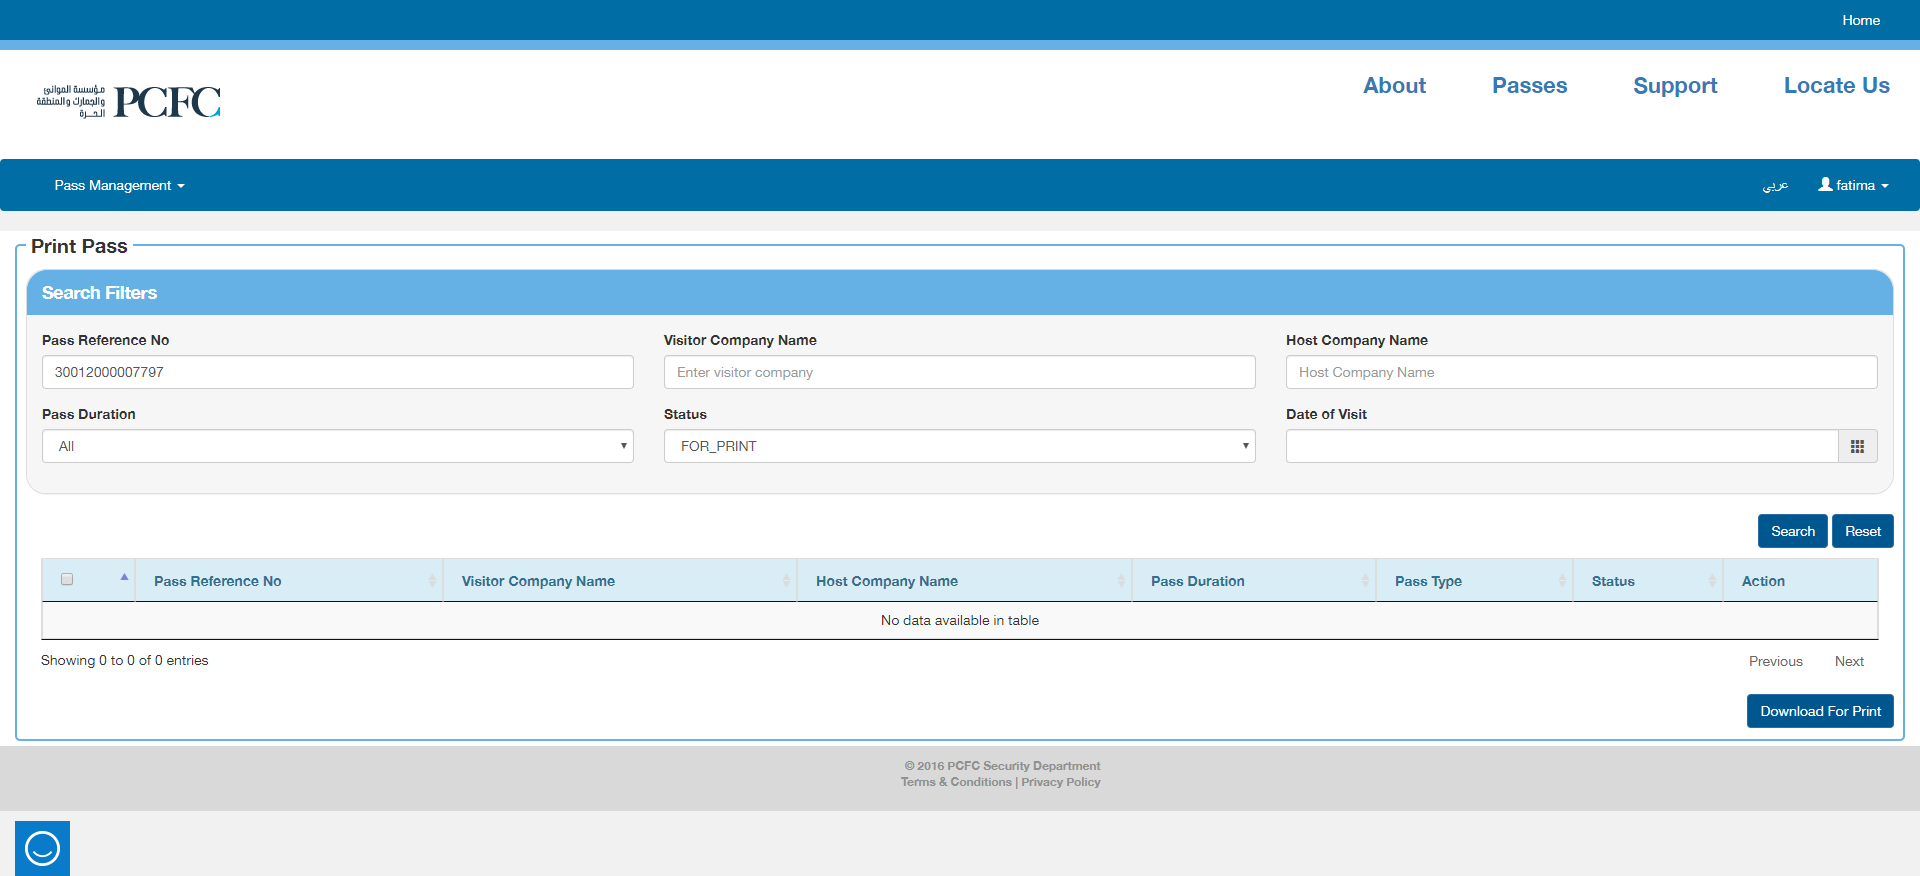 Home
مؤسسة الموانئ
والجمارك والمنطقة
الحـــرة
PCFC
About
Passes
Support
Locate Us
Pass Management
عربي
fatima
Print Pass
Search Filters
Pass Reference No
Visitor Company Name
Host Company Name
30012000007797
Enter visitor company
Host Company Name
Pass Duration
Status
Date of Visit
All
FOR_PRINT
Search
Reset
Pass Reference No
Visitor Company Name
Host Company Name
Pass Duration
Pass Type
Status
Action
No data available in table
Showing 0 to 0 of 0 entries
Previous
Next
Download For Print
© 2016 PCFC Security Department
Terms & Conditions | Privacy Policy